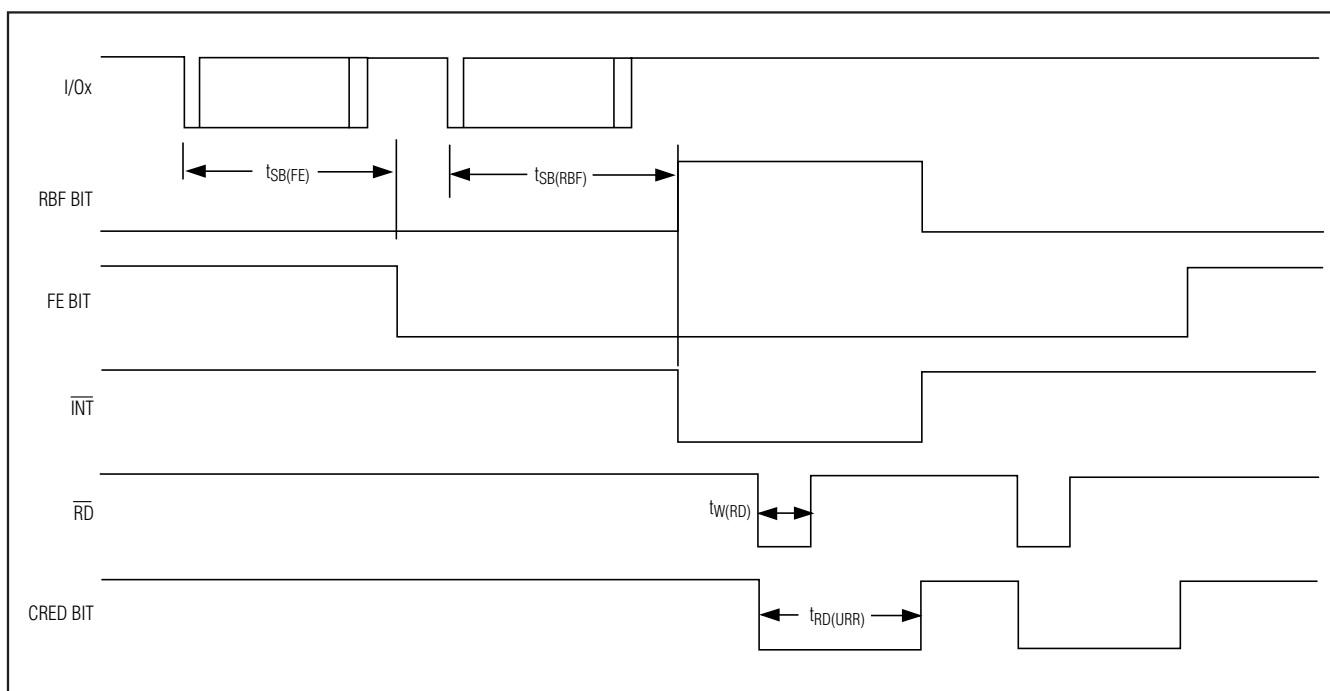 I/Ox
tSB(FE)
tSB(RBF)
RBF BIT
FE BIT
INT
RD
tW(RD)
CRED BIT
tRD(URR)